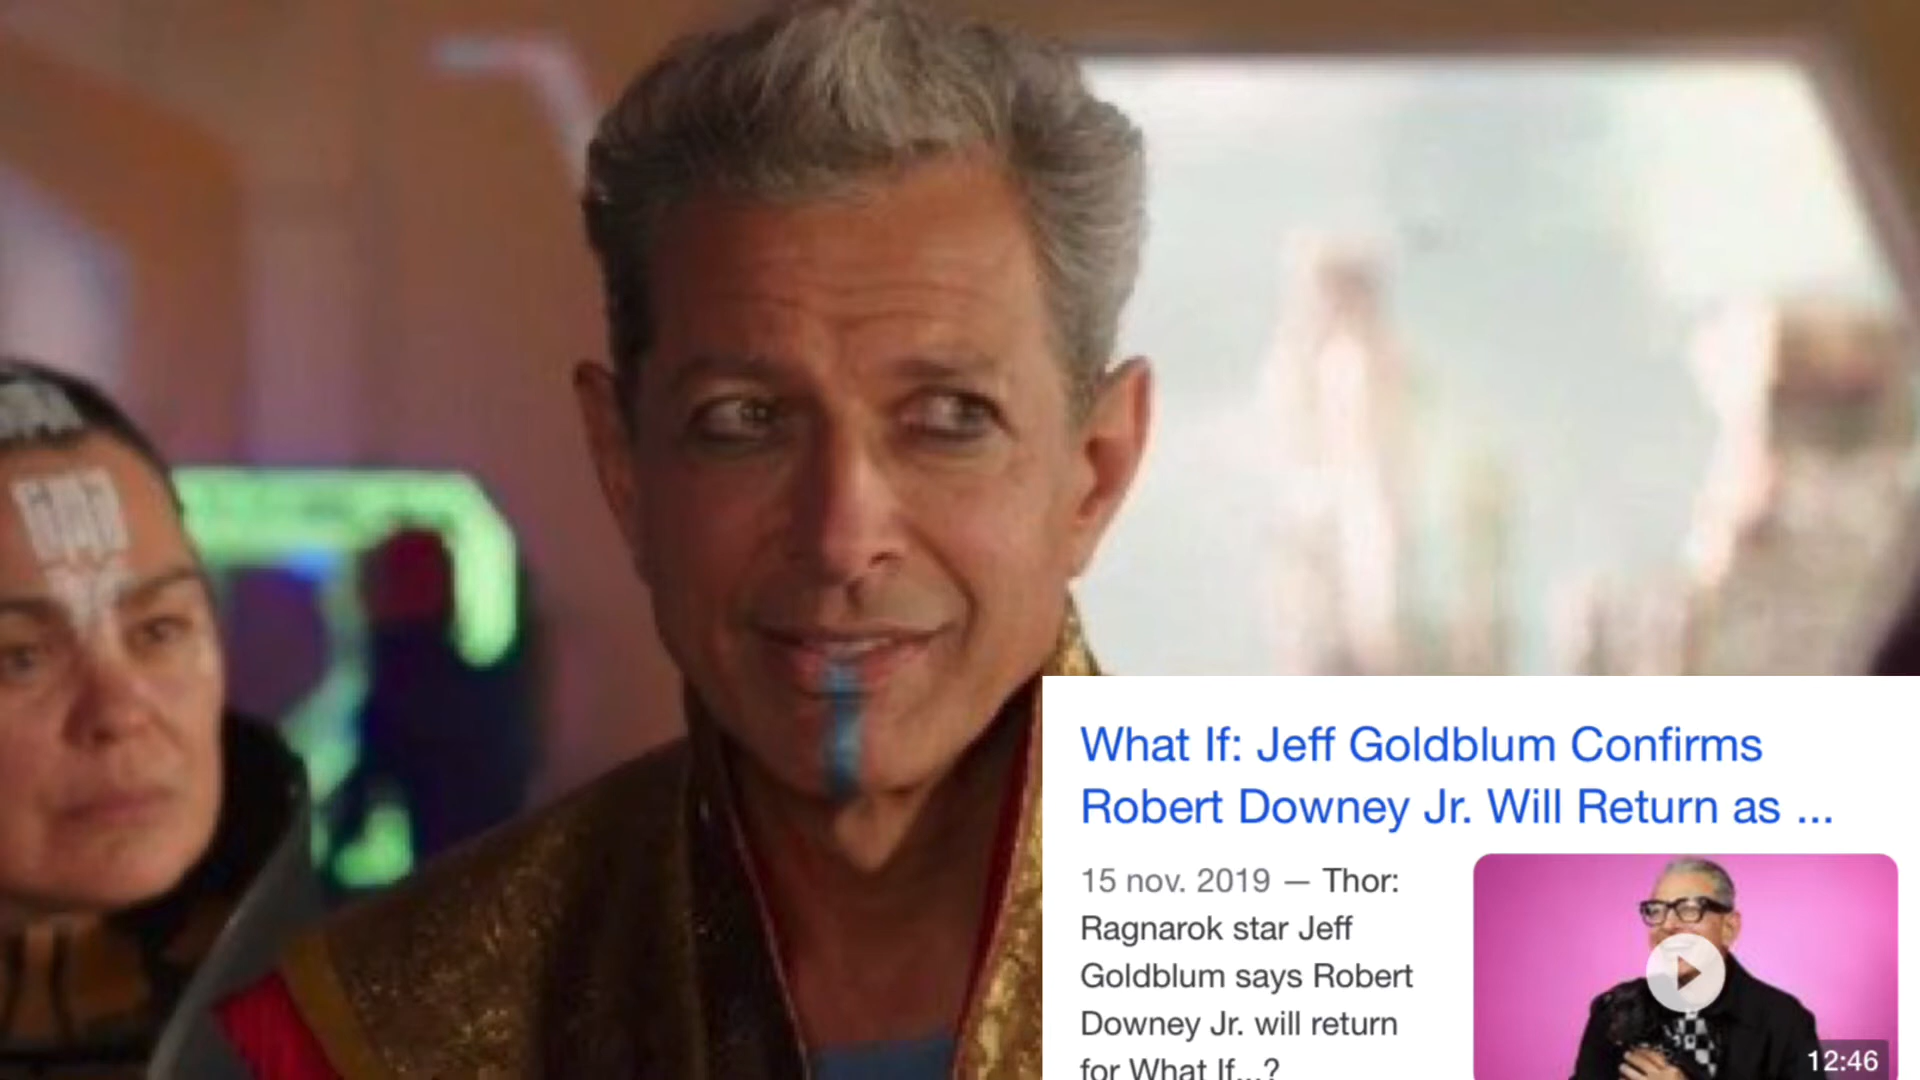 What If: Jeff Goldblum Confirms
Robert Downey Jr. Will Return as ...
15 nov. 2019 — Thor:
Ragnarok star Jeff
Goldblum says Robert
Downey Jr. will return
for What If...?
12:46